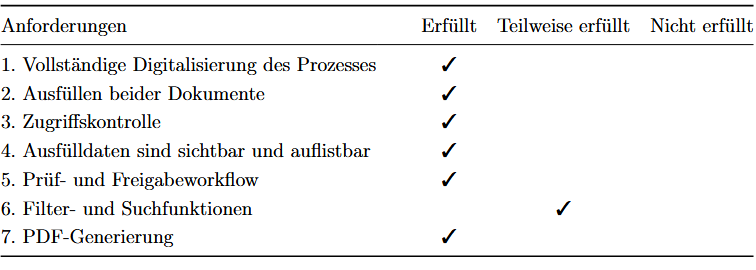 Anforderungen Erfüllt Teilweise erfüllt Nicht erfüllt
1. Vollständige Digitalisierung des Prozesses ✓
2. Ausfüllen beider Dokumente ✓
3. Zugriffskontrolle ✓
4. Ausfülldaten sind sichtbar und auflistbar ✓
5. Prüf- und Freigabeworkflow ✓
6. Filter- und Suchfunktionen ✓
7. PDF-Generierung ✓